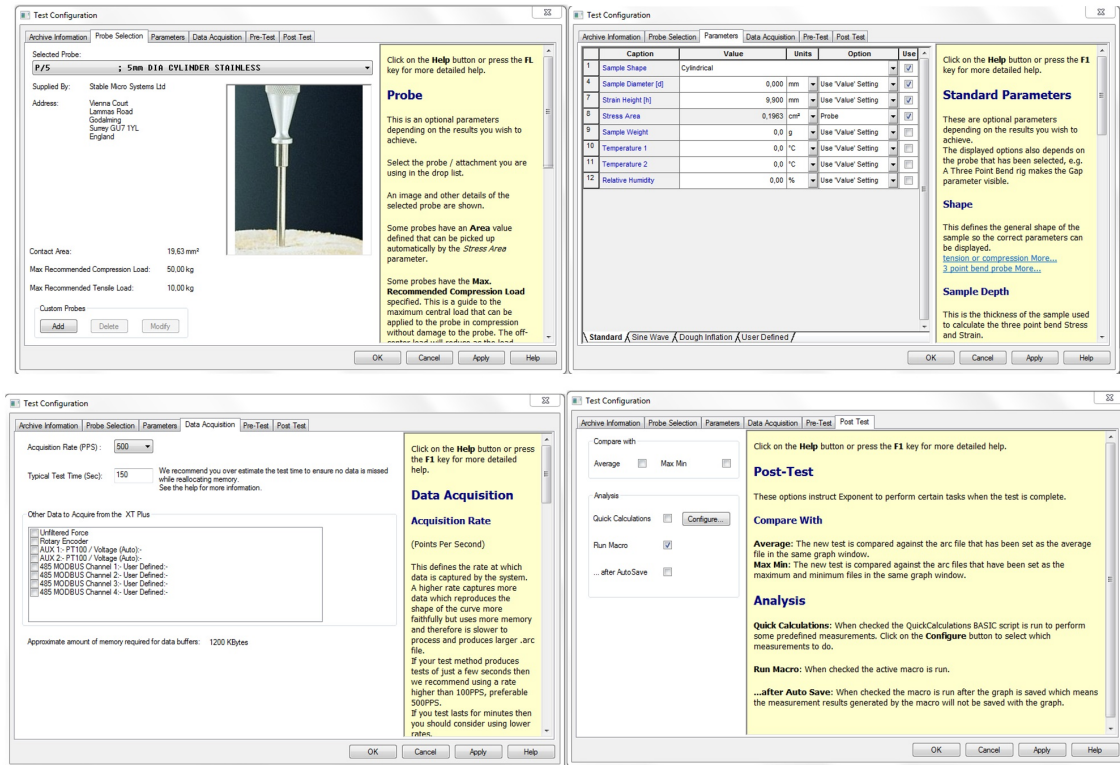 Test Configuration
Archive Information Probe Selection Parameters Data Acquisition Pre-Test Post Test
Selected Probe:
P/5 ; 5mm DIA CYLINDER STAINLESS
Supplied By: Stable Micro Systems Ltd
Address: Vienna Court
Lammas Road
Godalming
Surrey GU7 1YL
England
Contact Area: 19,63 mm²
Max Recommended Compression Load: 50,00 kg
Max Recommended Tensile Load: 10,00 kg
Custom Probes
Add Delete Modify
Click on the Help button or press the F1
key for more detailed help.
Probe
This is an optional parameters
depending on the results you wish to
achieve.
Select the probe / attachment you are
using in the drop list.
An image and other details of the
selected probe are shown.
Some probes have an Area value
defined that can be picked up
automatically by the Stress Area
parameter.
Some probes have the Max.
Recommended Compression Load
specified. This is a guide to the
maximum central load that can be
applied to the probe in compression
without damage to the probe. The off-
center load will reduce as the load
OK Cancel Apply Help
Test Configuration
Archive Information Probe Selection Parameters Data Acquisition Pre-Test Post Test
Caption Value Units Option Use
1 Sample Shape Cylindrical
4 Sample Diameter [d] 0,000 mm Use 'Value' Setting
7 Strain Height [h] 9,900 mm Use 'Value' Setting
8 Stress Area 0,1963 cm² Probe
9 Sample Weight 0,0 g Use 'Value' Setting
10 Temperature 1 0,0 °C Use 'Value' Setting
11 Temperature 2 0,0 °C Use 'Value' Setting
12 Relative Humidity 0,00 % Use 'Value' Setting
Standard Sine Wave Dough Inflation User Defined
Click on the Help button or press the F1
key for more detailed help.
Standard Parameters
These are optional parameters
depending on the results you wish to
achieve.
The displayed options also depends on
the probe that has been selected, e.g.
A Three Point Bend rig makes the Gap
parameter visible.
Shape
This defines the general shape of the
sample so the correct parameters can
be displayed.
tension or compression More...
3 point bend probe More...
Sample Depth
This is the thickness of the sample used
to calculate the three point bend Stress
and Strain.
OK Cancel Apply Help
Test Configuration
Archive Information Probe Selection Parameters Data Acquisition Pre-Test Post Test
Acquisition Rate (PPS) : 500
Typical Test Time (Sec): 150 We recommend you over estimate the test time to ensure no data is missed
while reallocating memory.
See the help for more information.
Other Data to Acquire from the XT Plus
Unfiltered Force
Rotary Encoder
AUX 1:- PT100 / Voltage (Auto):-
AUX 2:- PT100 / Voltage (Auto):-
485 MODBUS Channel 1:- User Defined:-
485 MODBUS Channel 2:- User Defined:-
485 MODBUS Channel 3:- User Defined:-
485 MODBUS Channel 4:- User Defined:-
Approximate amount of memory required for data buffers: 1200 KBytes
Click on the Help button or press
the F1 key for more detailed
help.
Data Acquisition
Acquisition Rate
(Points Per Second)
This defines the rate at which
data is captured by the system.
A higher rate captures more
data which reproduces the
shape of the curve more
faithfully but uses more memory
and therefore is slower to
process and produces larger .arc
file.
If your test method produces
tests of just a few seconds then
we recommend using a rate
higher than 100PPS, preferable
500PPS.
If you test lasts for minutes then
you should consider using lower
rates.
OK Cancel Apply Help
Test Configuration
Archive Information Probe Selection Parameters Data Acquisition Pre-Test Post Test
Compare with
Average Max Min
Analysis
Quick Calculations Configure...
Run Macro
... after AutoSave
Click on the Help button or press the F1 key for more detailed help.
Post-Test
These options instruct Exponent to perform certain tasks when the test is complete.
Compare With
Average: The new test is compared against the arc file that has been set as the average
file in the same graph window.
Max Min: The new test is compared against the arc files that have been set as the
maximum and minimum files in the same graph window.
Analysis
Quick Calculations: When checked the QuickCalculations BASIC script is run to perform
some predefined measurements. Click on the Configure button to select which
measurements to do.
Run Macro: When checked the active macro is run.
...after Auto Save: When checked the macro is run after the graph is saved which means
the measurement results generated by the macro will not be saved with the graph.
OK Cancel Apply Help